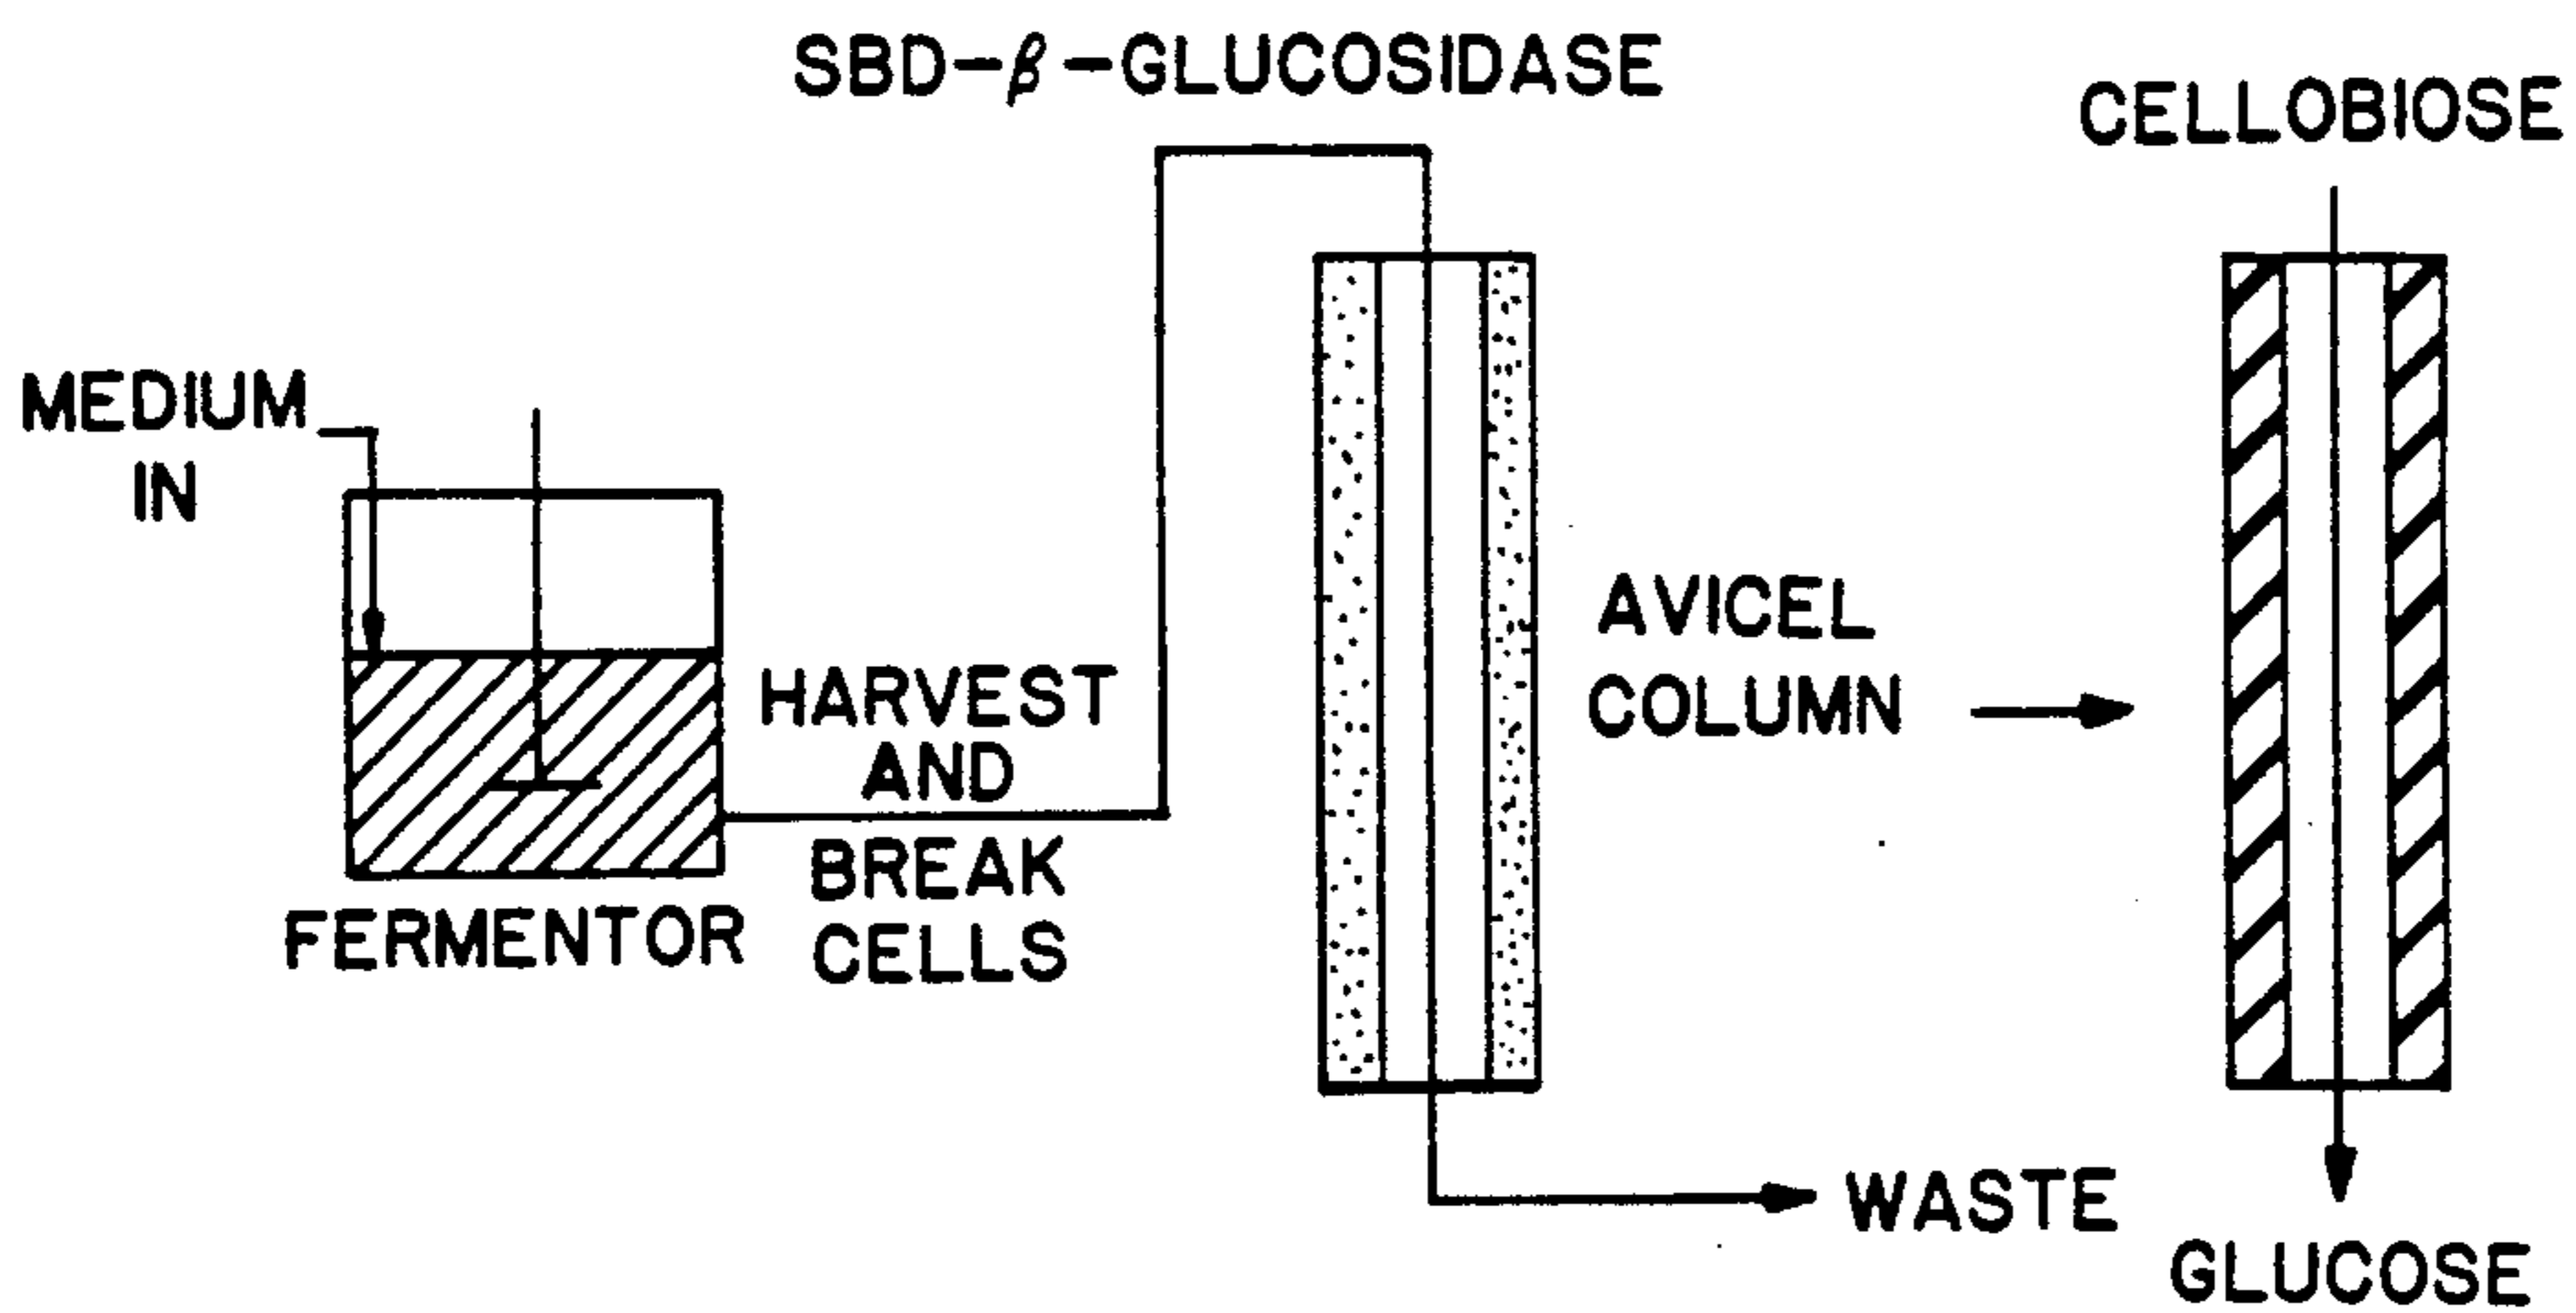 SBD-β-GLUCOSIDASE
CELLOBIOSE
MEDIUM
IN
HARVEST
AND
BREAK
CELLS
FERMENTOR
AVICEL
COLUMN
WASTE
GLUCOSE